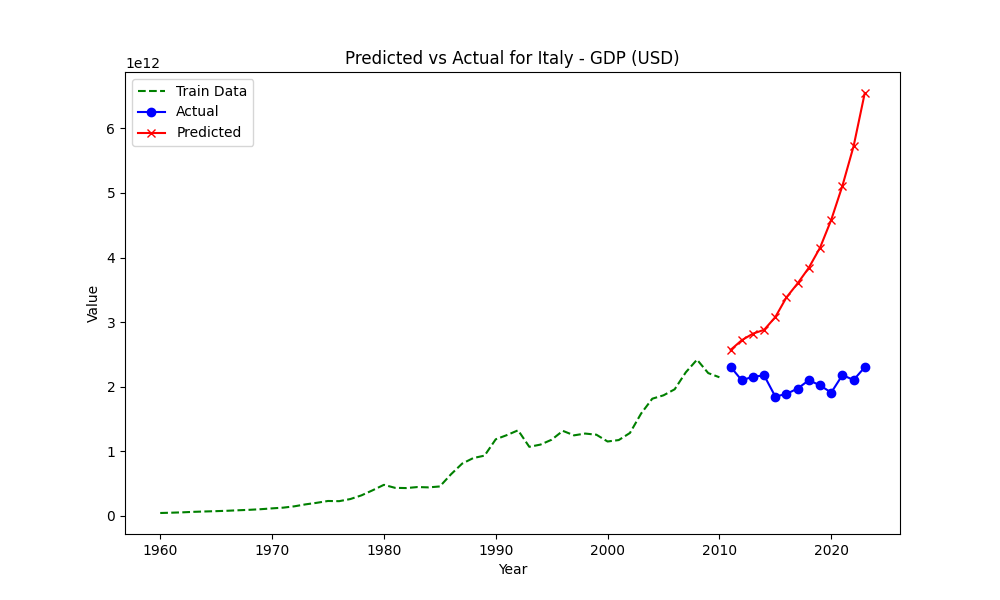 Predicted vs Actual for Italy - GDP (USD)
1e12
Train Data
Actual
Predicted
6
5
4
3
2
1
0
Value
1960
1970
1980
1990
2000
2010
2020
Year